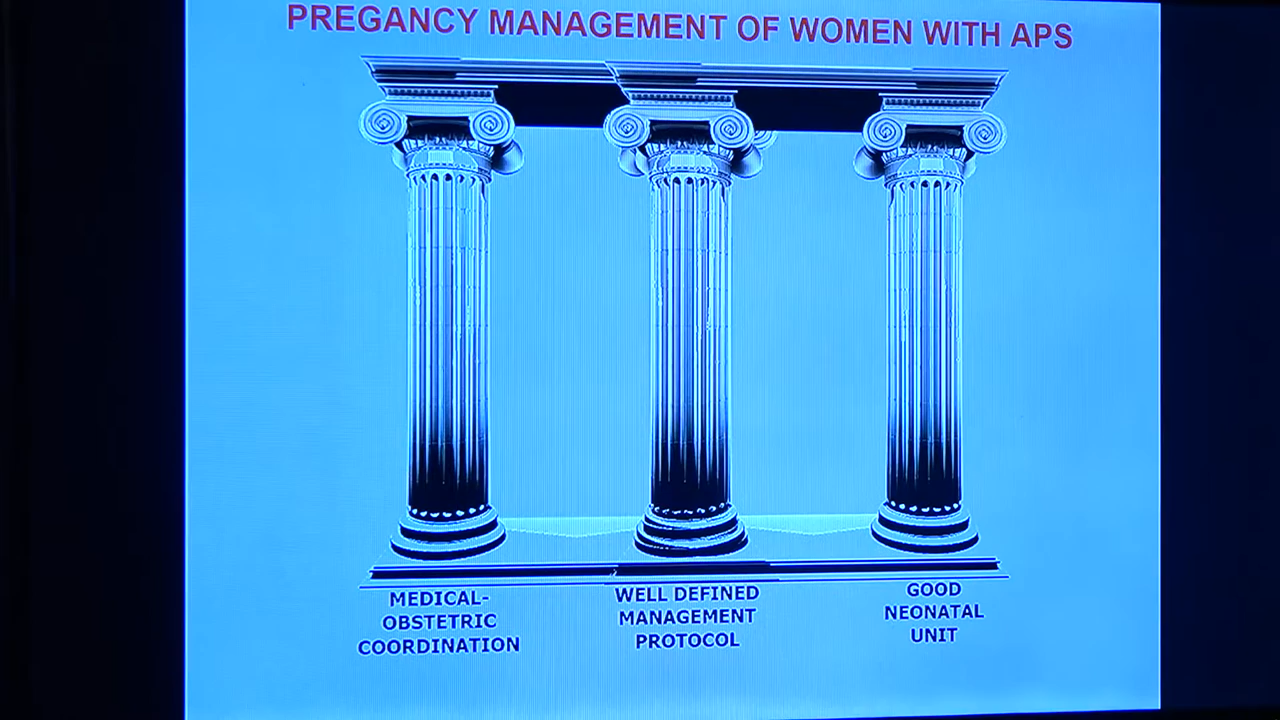 PREGANCY MANAGEMENT OF WOMEN WITH APS
MEDICAL-
OBSTETRIC
COORDINATION
WELL DEFINED
MANAGEMENT
PROTOCOL
GOOD
NEONATAL
UNIT